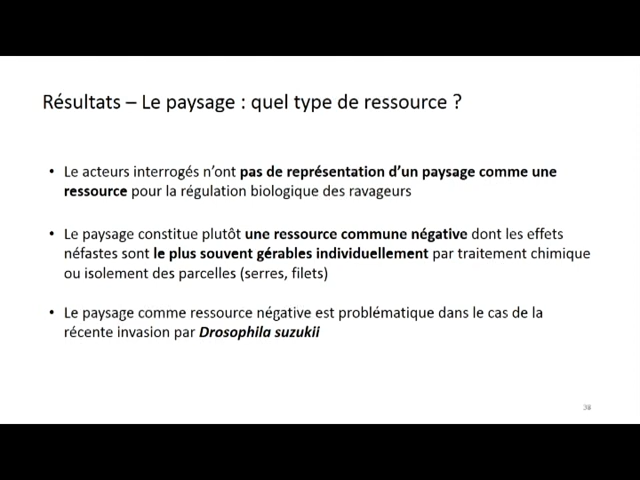 Résultats – Le paysage : quel type de ressource ?
• Le acteurs interrogés n'ont pas de représentation d'un paysage comme une
ressource pour la régulation biologique des ravageurs
• Le paysage constitue plutôt une ressource commune négative dont les effets
néfastes sont le plus souvent gérables individuellement par traitement chimique
ou isolement des parcelles (serres, filets)
• Le paysage comme ressource négative est problématique dans le cas de la
récente invasion par Drosophila suzukii